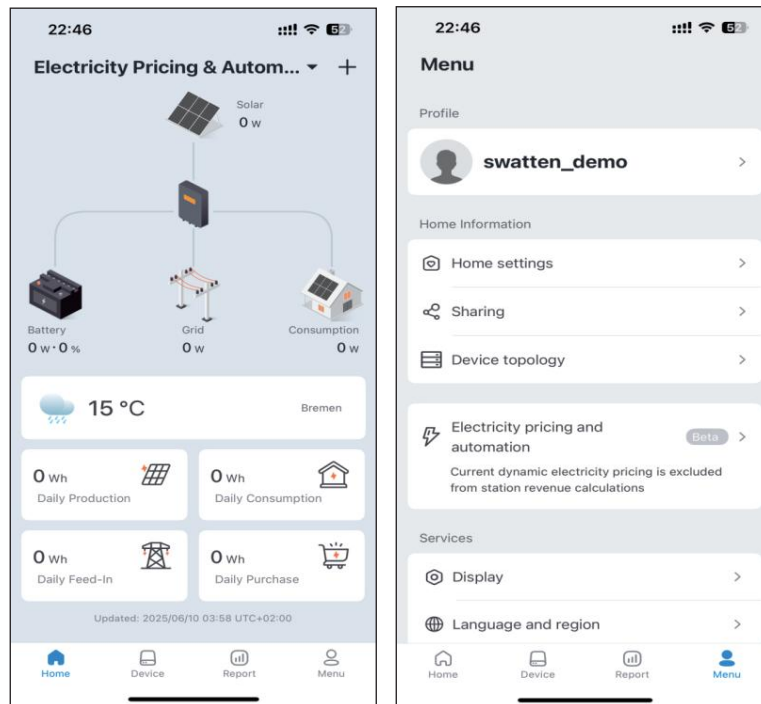 22:46
52
Electricity Pricing & Autom...
Solar
0 w
Battery
0 w · 0 %
Grid
0 w
Consumption
0 w
15 °C
Bremen
0 Wh
Daily Production
0 Wh
Daily Consumption
0 Wh
Daily Feed-In
0 Wh
Daily Purchase
Updated: 2025/06/10 03:58 UTC+02:00
Home
Device
Report
Menu
22:46
52
Menu
Profile
swatten_demo
Home Information
Home settings
Sharing
Device topology
Electricity pricing and
automation
Beta
Current dynamic electricity pricing is excluded
from station revenue calculations
Services
Display
Language and region
Home
Device
Report
Menu